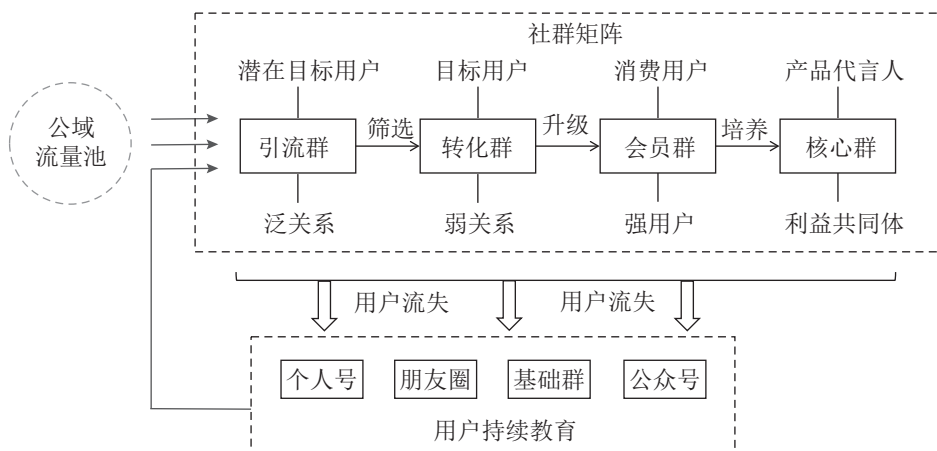 社群矩阵
潜在目标用户
目标用户
消费用户
产品代言人
公域
流量池
引流群
筛选
转化群
升级
会员群
培养
核心群
泛关系
弱关系
强用户
利益共同体
用户流失
用户流失
个人号
朋友圈
基础群
公众号
用户持续教育